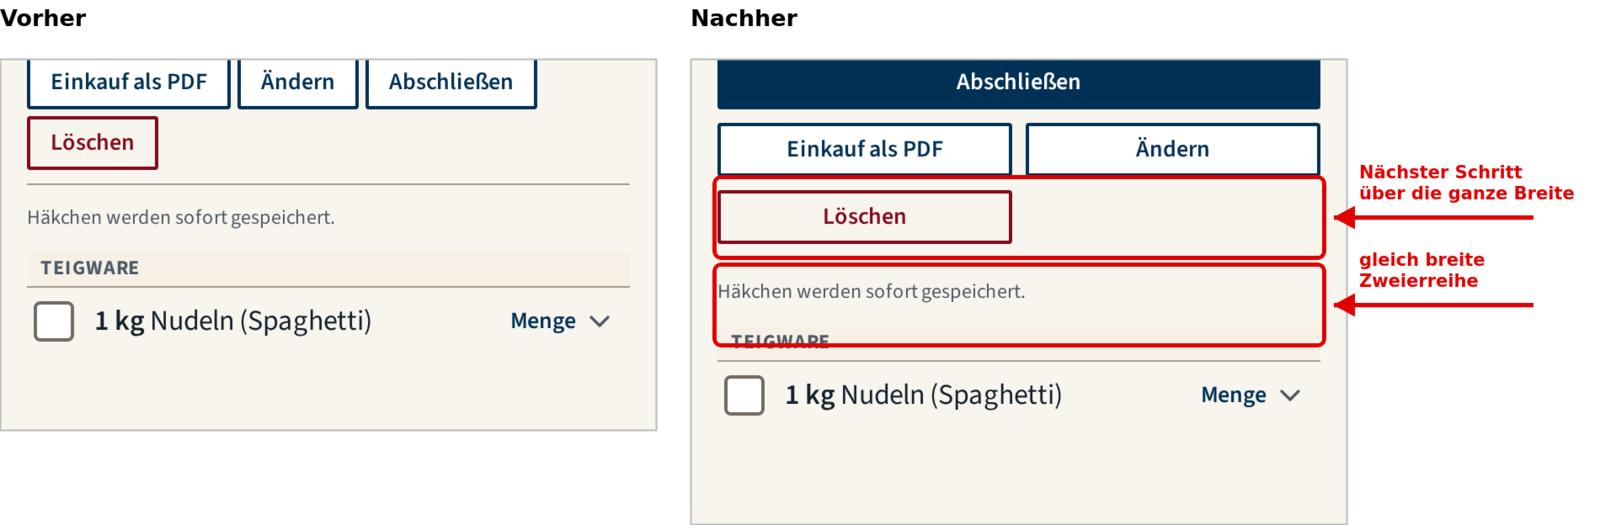 Vorher
Einkauf als PDF
Ändern
Abschließen
Löschen
Häkchen werden sofort gespeichert.
TEIGWARE
1 kg Nudeln (Spaghetti)
Menge
Nachher
Abschließen
Einkauf als PDF
Ändern
Löschen
Häkchen werden sofort gespeichert.
TEIGWARE
1 kg Nudeln (Spaghetti)
Menge
Nächster Schritt
über die ganze Breite
gleich breite
Zweierreihe